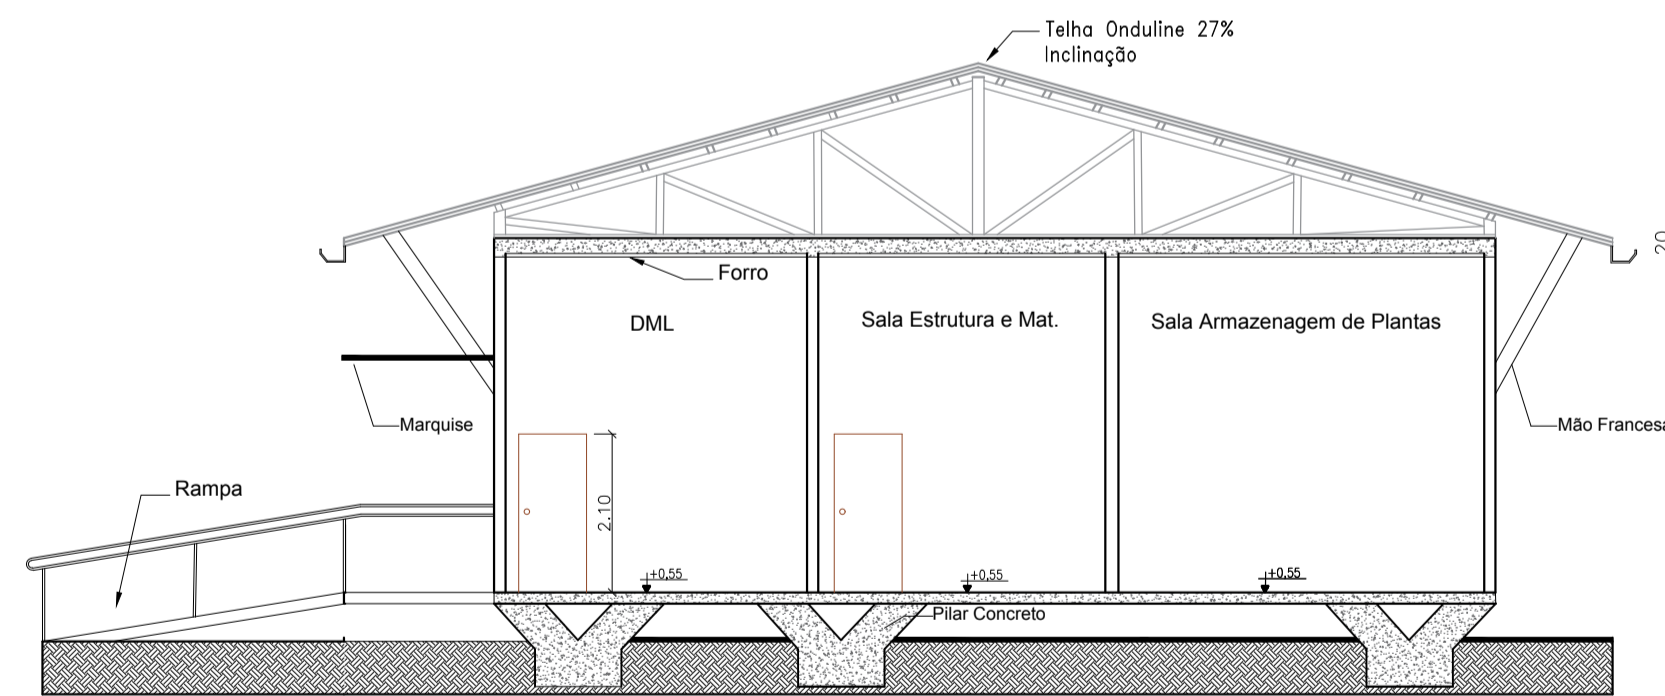 Telha Onduline 27%
Inclinação
20
Forro
DML
Sala Estrutura e Mat.
Sala Armazenagem de Plantas
Marquise
Mão Francesa
Rampa
2.10
+0,55
+0,55
+0,55
Pilar Concreto